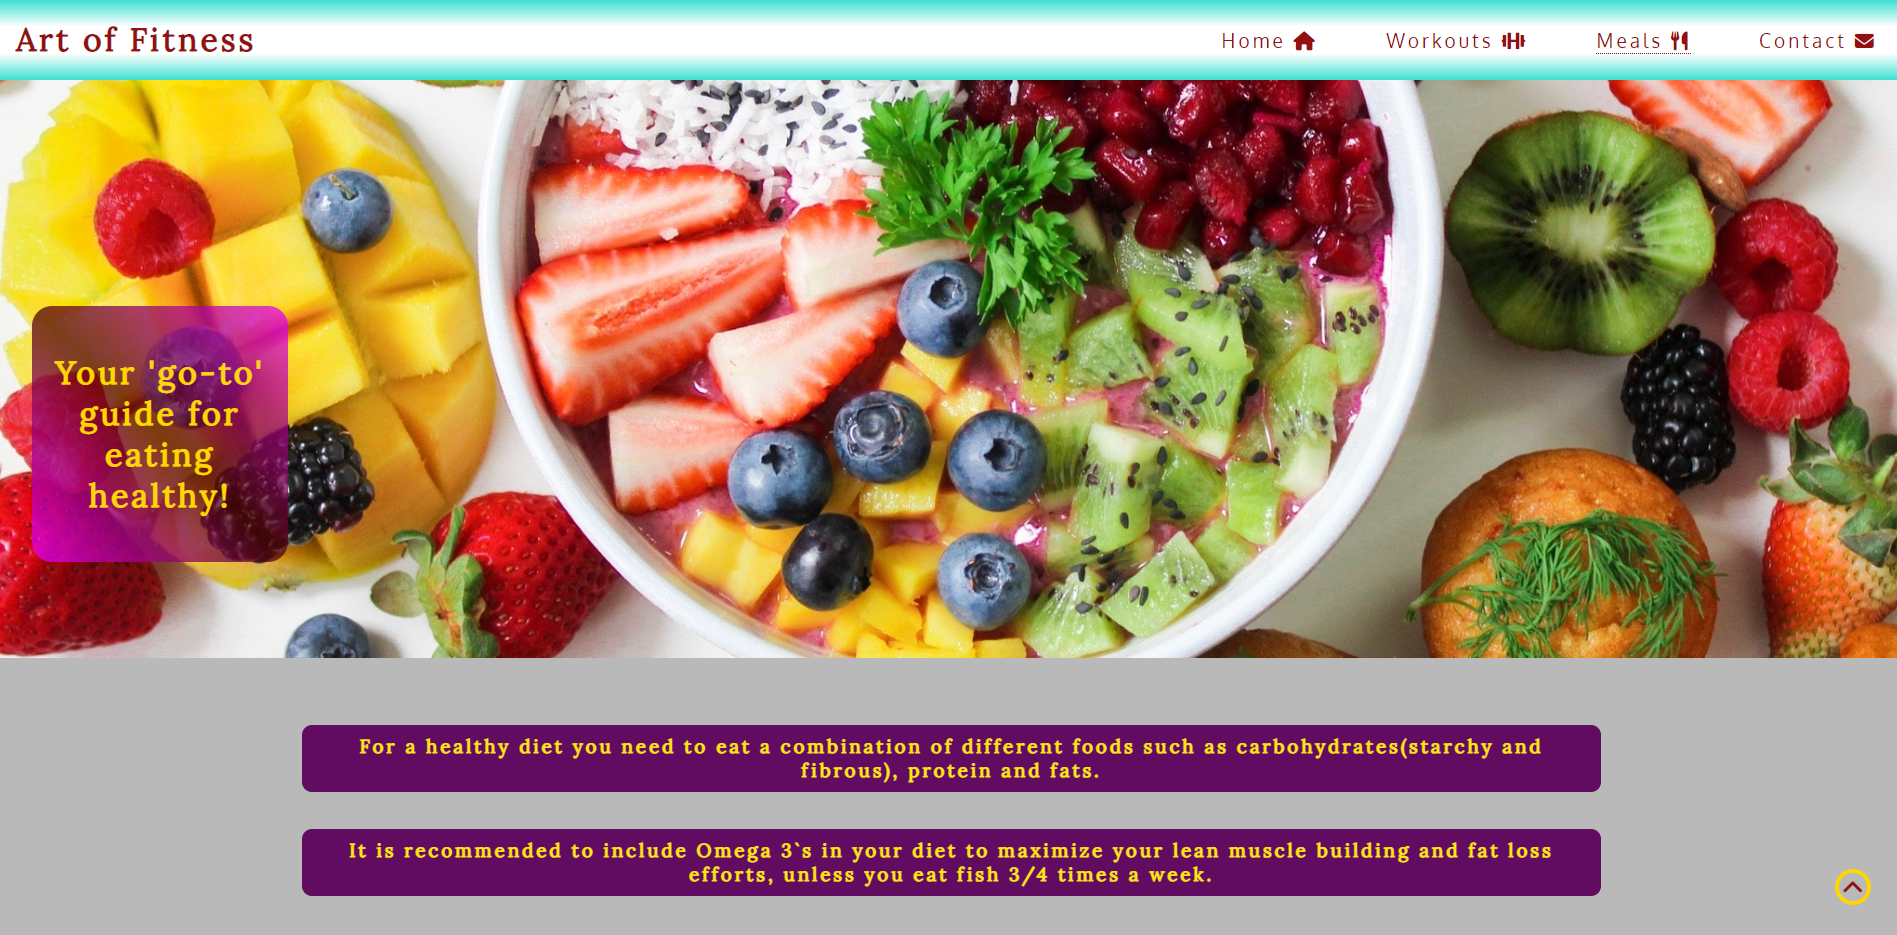 Art of Fitness
Home
Workouts
Meals
Contact
Your 'go-to'
guide for
eating
healthy!
For a healthy diet you need to eat a combination of different foods such as carbohydrates(starchy and
fibrous), protein and fats.
It is recommended to include Omega 3`s in your diet to maximize your lean muscle building and fat loss
efforts, unless you eat fish 3/4 times a week.